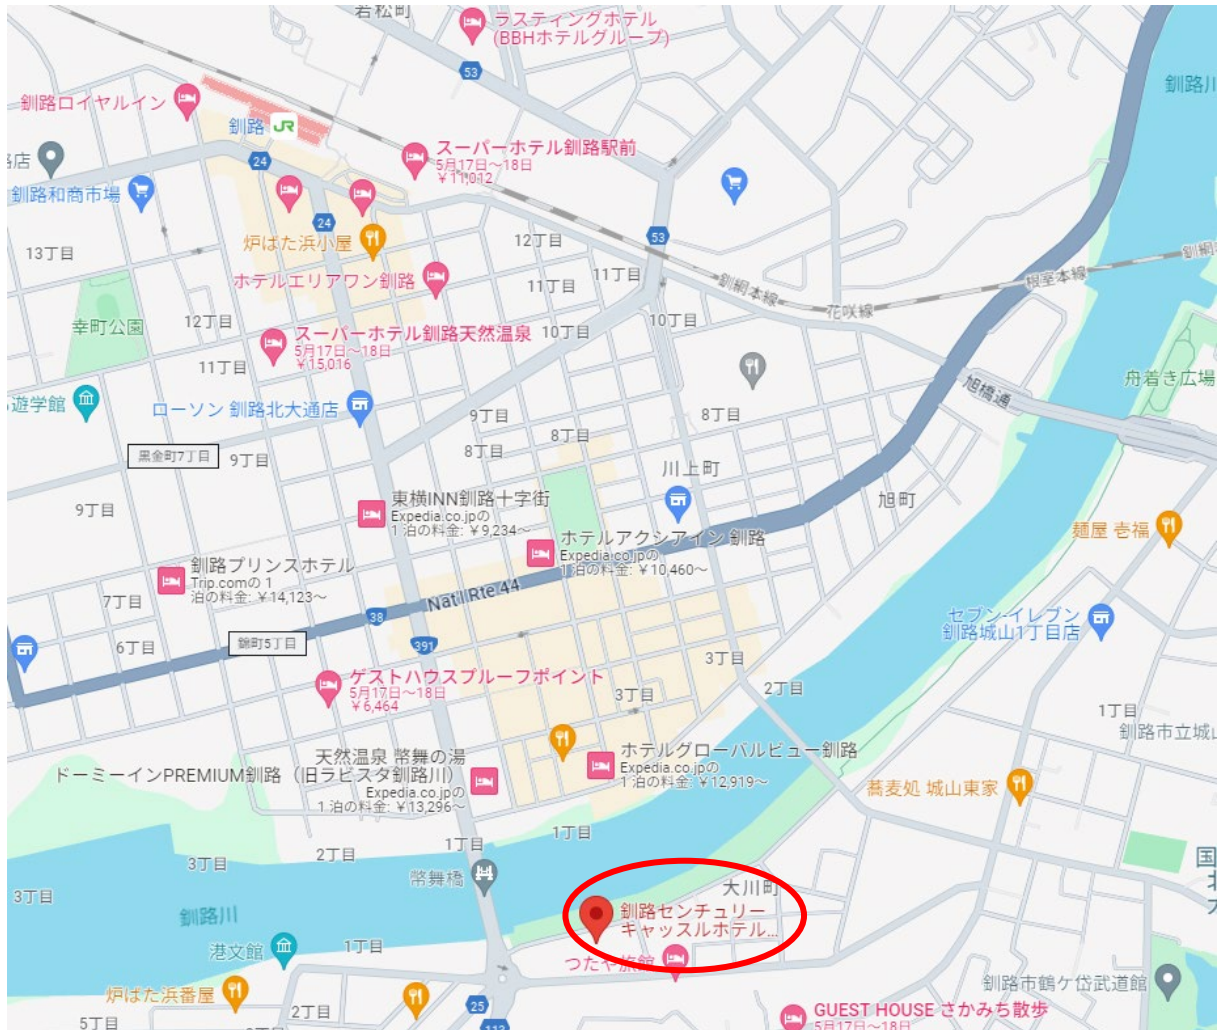 若松町
ラスティングホテル
(BBHホテルグループ)
53
釧路川
釧路ロイヤルイン
釧路 JR
路店
24
スーパーホテル釧路駅前
5月17日～18日
￥11,012
釧路和商市場
24
53
炉ばた浜小屋
12丁目
13丁目
ホテルエリアワン釧路
11丁目
11丁目
釧網本線
花咲線
根室本線
釧網
幸町公園
12丁目
10丁目
10丁目
スーパーホテル釧路天然温泉
5月17日～18日
￥15,016
11丁目
旭橋通
舟着き広場
遊学館
ローソン 釧路北大通店
9丁目
8丁目
8丁目
8丁目
黒金町7丁目
9丁目
川上町
9丁目
東横INN釧路十字街
Expedia.co.jpの
1 泊の料金: ￥9,234～
旭町
ホテルアクシアイン 釧路
Expedia.co.jpの
1 泊の料金: ￥10,460～
麺屋 壱福
釧路プリンスホテル
Trip.comの 1
泊の料金: ￥14,123～
7丁目
Nat'l Rte 44
38
セブン-イレブン
釧路城山1丁目店
6丁目
錦町5丁目
391
3丁目
2丁目
ゲストハウスプルーフポイント
5月17日～18日
￥6,464
3丁目
1丁目
釧路市立城山
天然温泉 幣舞の湯
ドーミーインPREMIUM釧路（旧ラビスタ釧路川）
Expedia.co.jpの
1 泊の料金: ￥13,296～
ホテルグローバルビュー釧路
Expedia.co.jpの
1 泊の料金: ￥12,919～
蕎麦処 城山東家
1丁目
1丁目
2丁目
3丁目
3丁目
幣舞橋
国
北
大川町
釧路センチュリー
キャッスルホテル...
釧路川
1丁目
港文館
つたや旅館
釧路市鶴ケ岱武道館
炉ばた浜番屋
25
2丁目
GUEST HOUSE さかみち散歩
5月17日～18日
5丁目
113